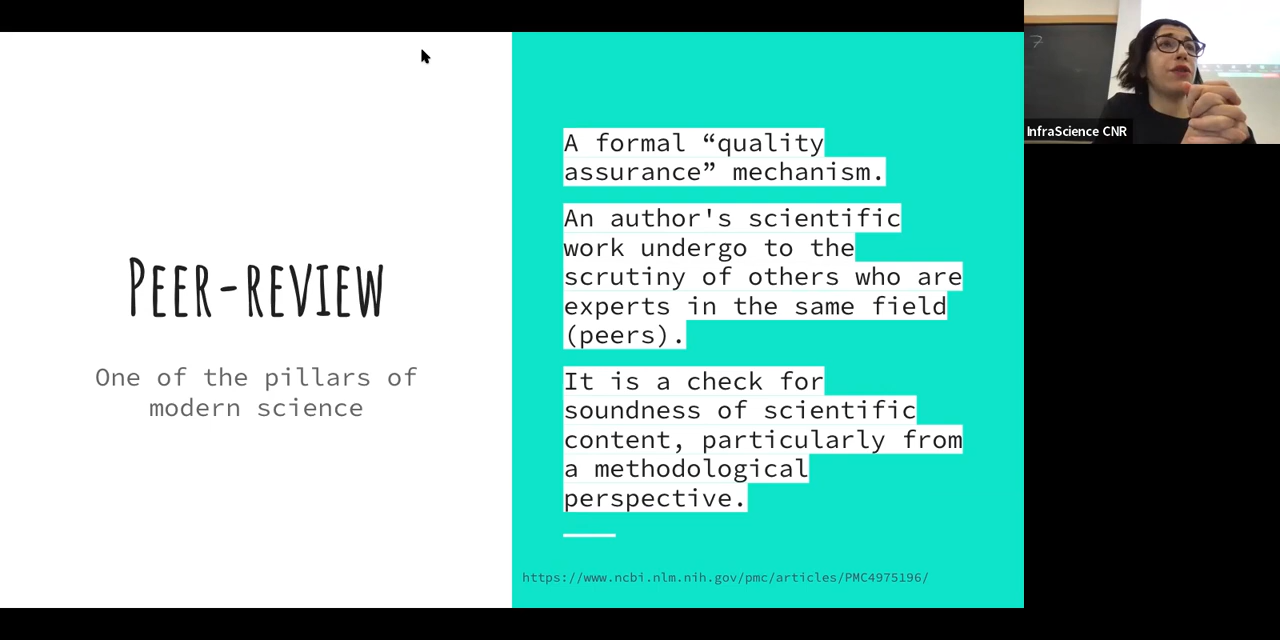 PEER-REVIEW
One of the pillars of
modern science
A formal “quality
assurance” mechanism.
An author's scientific
work undergo to the
scrutiny of others who are
experts in the same field
(peers).
It is a check for
soundness of scientific
content, particularly from
a methodological
perspective.
https://www.ncbi.nlm.nih.gov/pmc/articles/PMC4975196/
InfraScience CNR